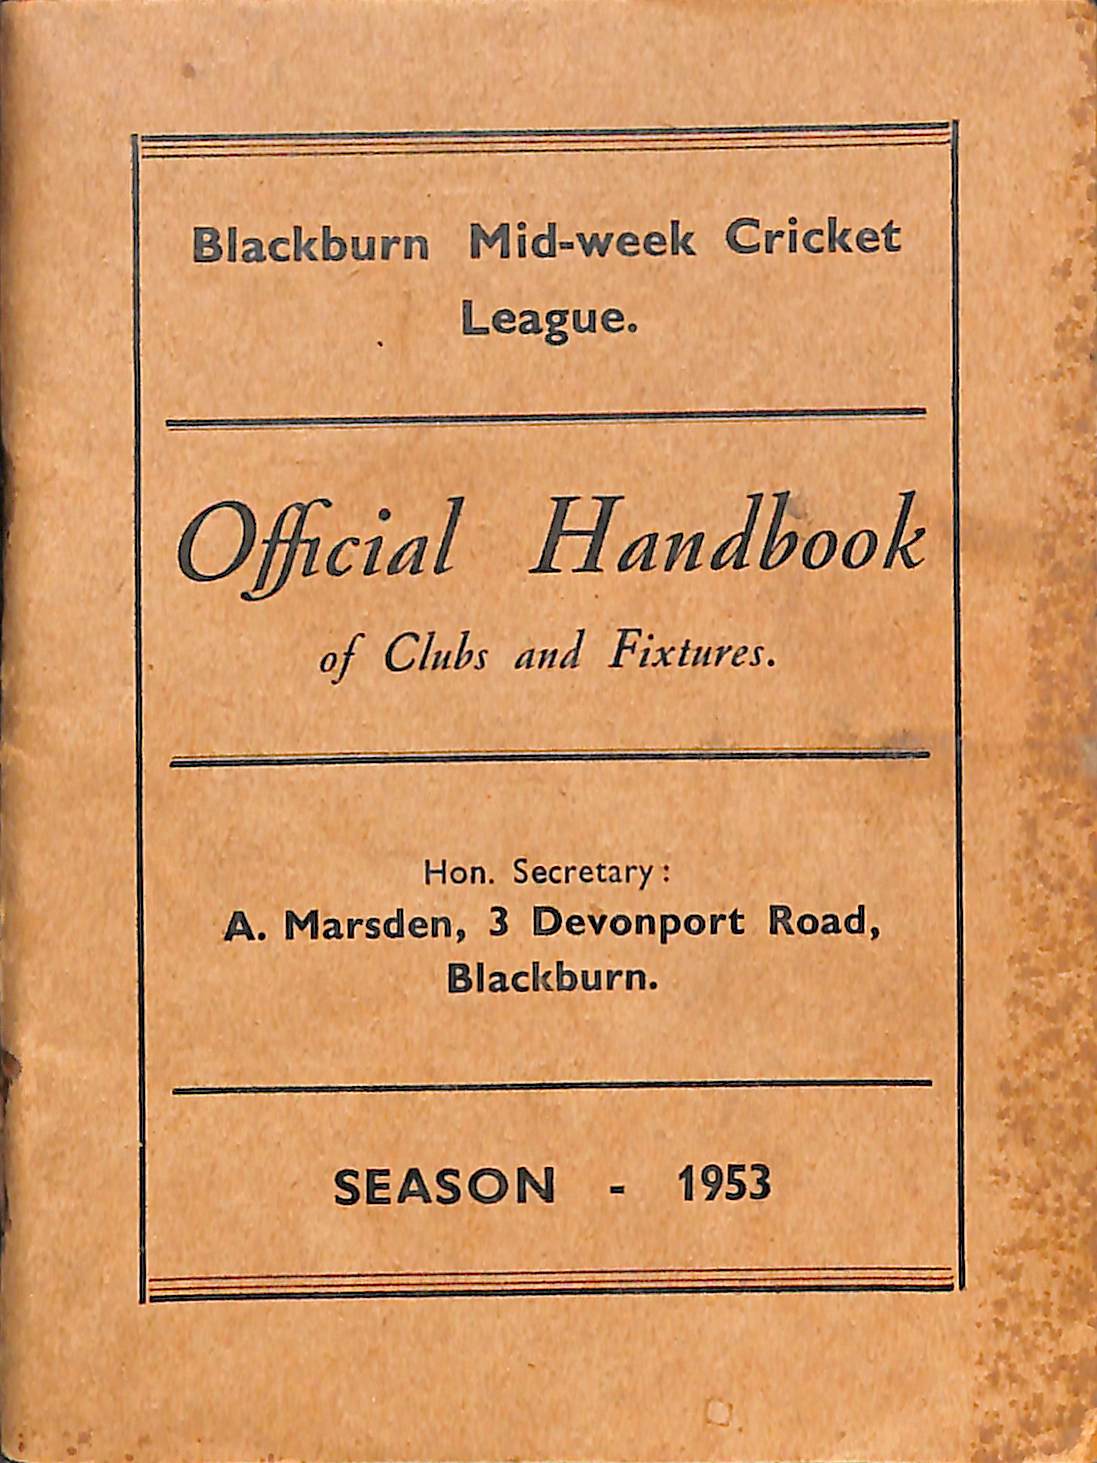 Blackburn Mid-week Cricket
League.
Official Handbook
of Clubs and Fixtures.
Hon. Secretary:
A. Marsden, 3 Devonport Road,
Blackburn.
SEASON - 1953